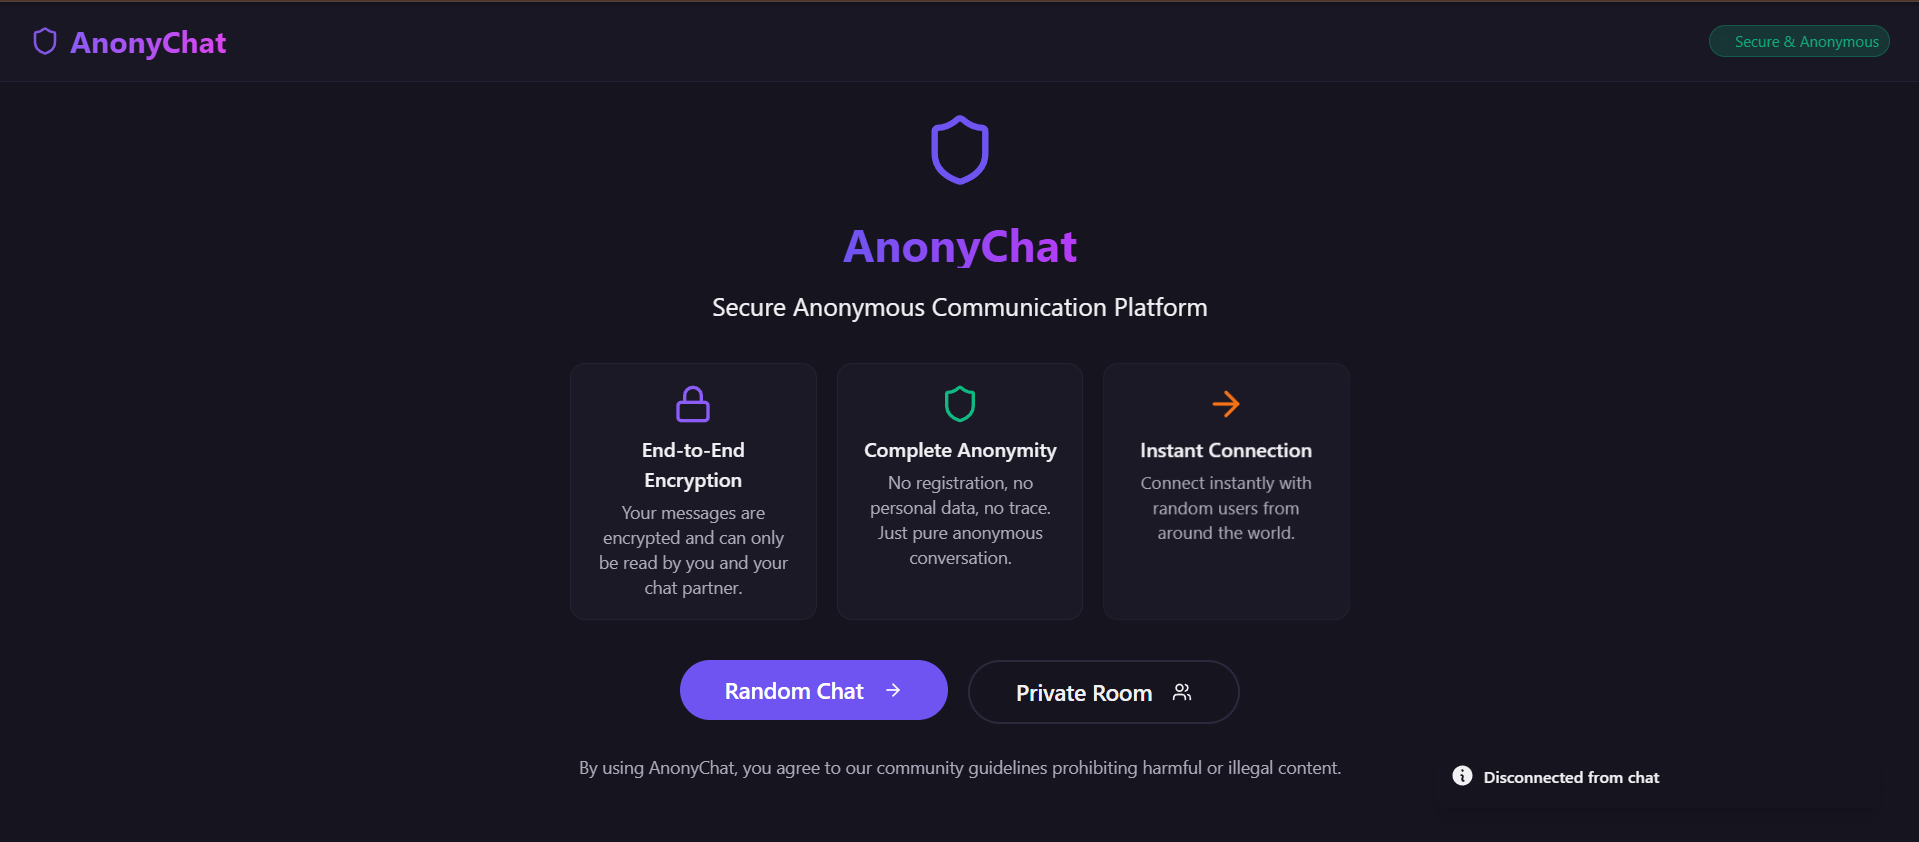 AnonyChat
Secure & Anonymous
AnonyChat
Secure Anonymous Communication Platform
End-to-End
Encryption
Your messages are
encrypted and can only
be read by you and your
chat partner.
Complete Anonymity
No registration, no
personal data, no trace.
Just pure anonymous
conversation.
Instant Connection
Connect instantly with
random users from
around the world.
Random Chat
Private Room
By using AnonyChat, you agree to our community guidelines prohibiting harmful or illegal content.
Disconnected from chat